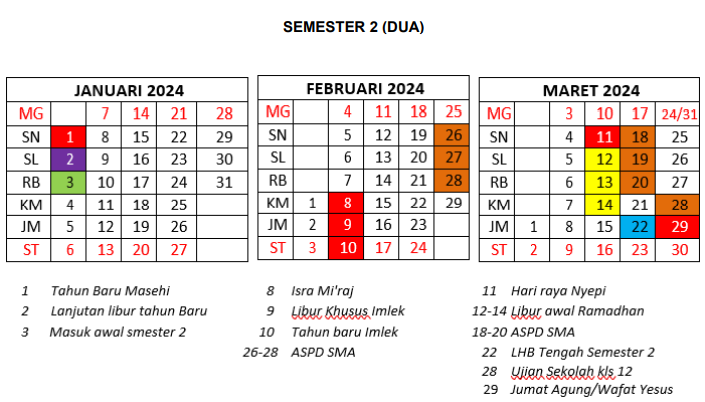 SEMESTER 2 (DUA)
JANUARI 2024
MG 7 14 21 28
SN 1 8 15 22 29
SL 2 9 16 23 30
RB 3 10 17 24 31
KM 4 11 18 25
JM 5 12 19 26
ST 6 13 20 27
FEBRUARI 2024
MG 4 11 18 25
SN 5 12 19 26
SL 6 13 20 27
RB 7 14 21 28
KM 1 8 15 22 29
JM 2 9 16 23
ST 3 10 17 24
MARET 2024
MG 3 10 17 24/31
SN 4 11 18 25
SL 5 12 19 26
RB 6 13 20 27
KM 7 14 21 28
JM 1 8 15 22 29
ST 2 9 16 23 30
1 Tahun Baru Masehi
2 Lanjutan libur tahun Baru
3 Masuk awal smester 2
8 Isra Mi'raj
9 Libur Khusus Imlek
10 Tahun baru Imlek
26-28 ASPD SMA
11 Hari raya Nyepi
12-14 Libur awal Ramadhan
18-20 ASPD SMA
22 LHB Tengah Semester 2
28 Ujian Sekolah kls 12
29 Jumat Agung/Wafat Yesus